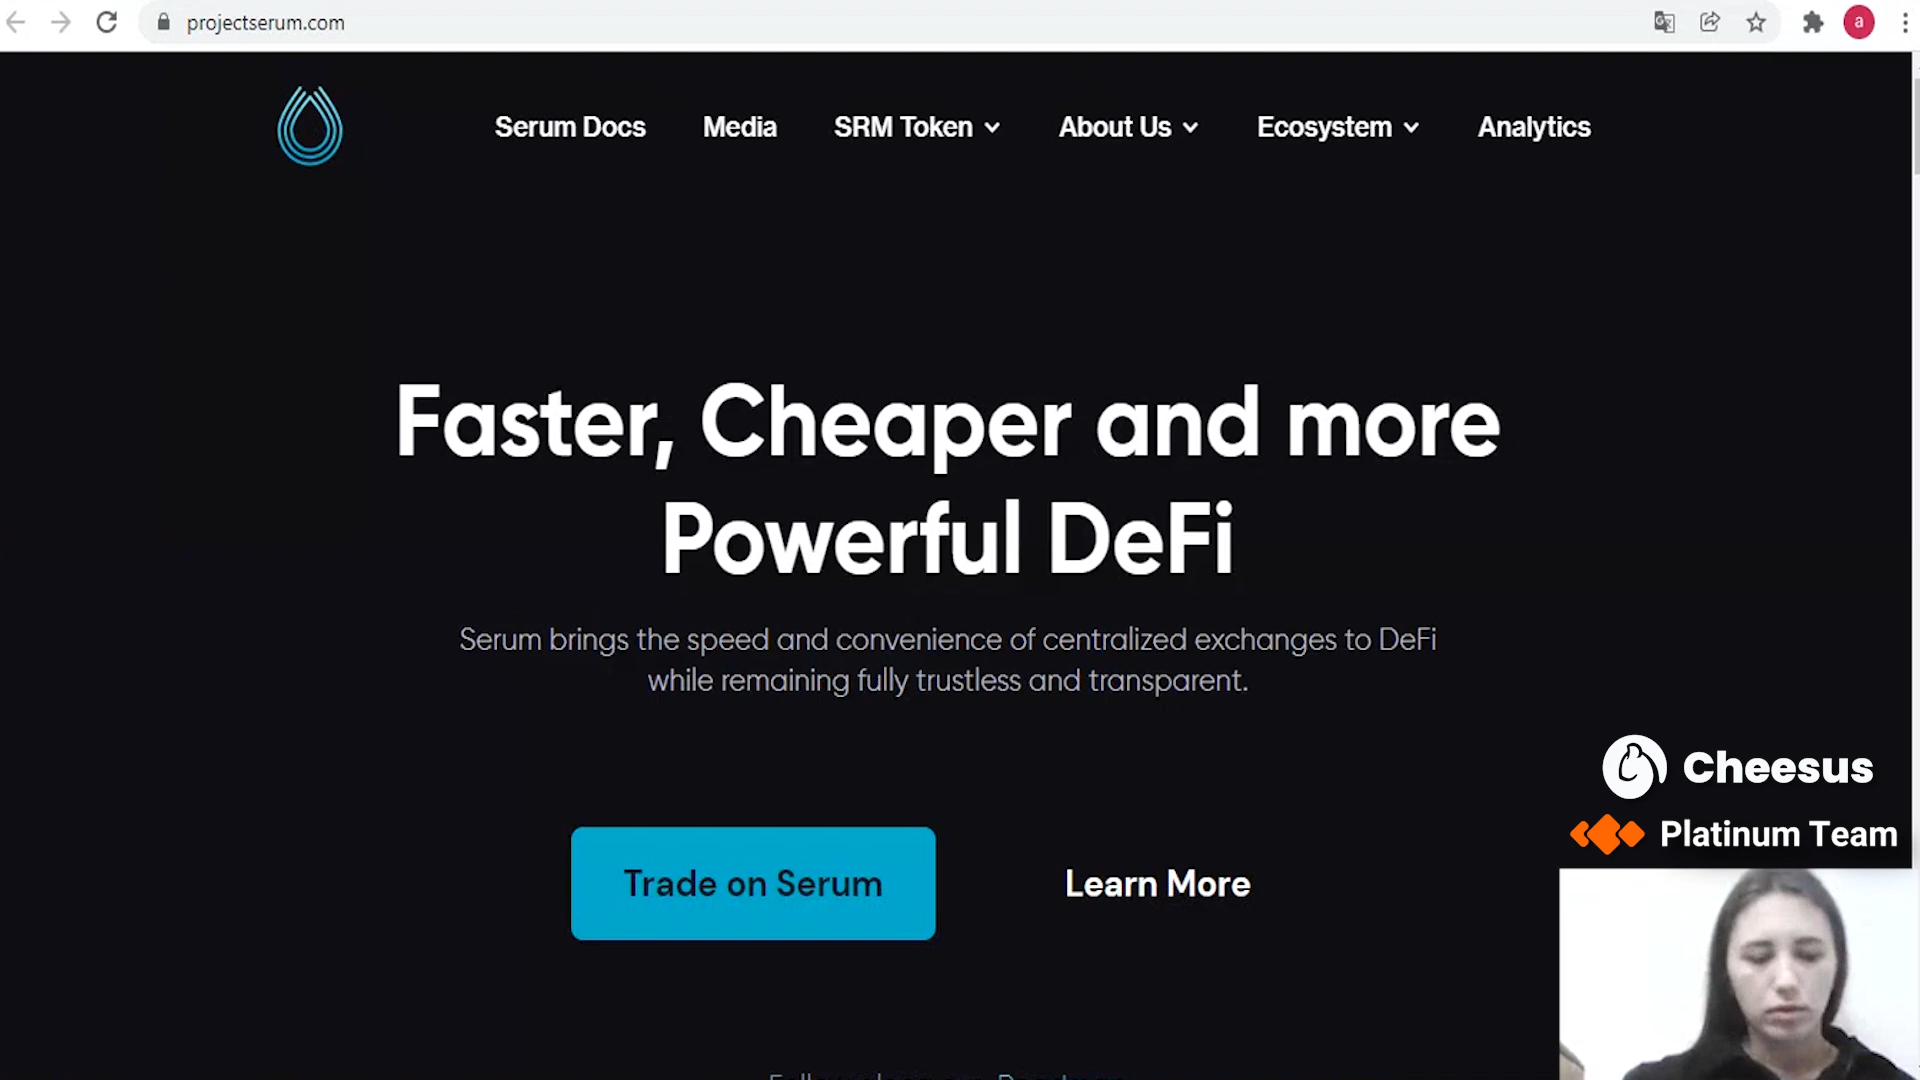 projectserum.com
a
Serum Docs Media SRM Token About Us Ecosystem Analytics
Faster, Cheaper and more
Powerful DeFi
Serum brings the speed and convenience of centralized exchanges to DeFi
while remaining fully trustless and transparent.
Trade on Serum Learn More
Cheesus
Platinum Team